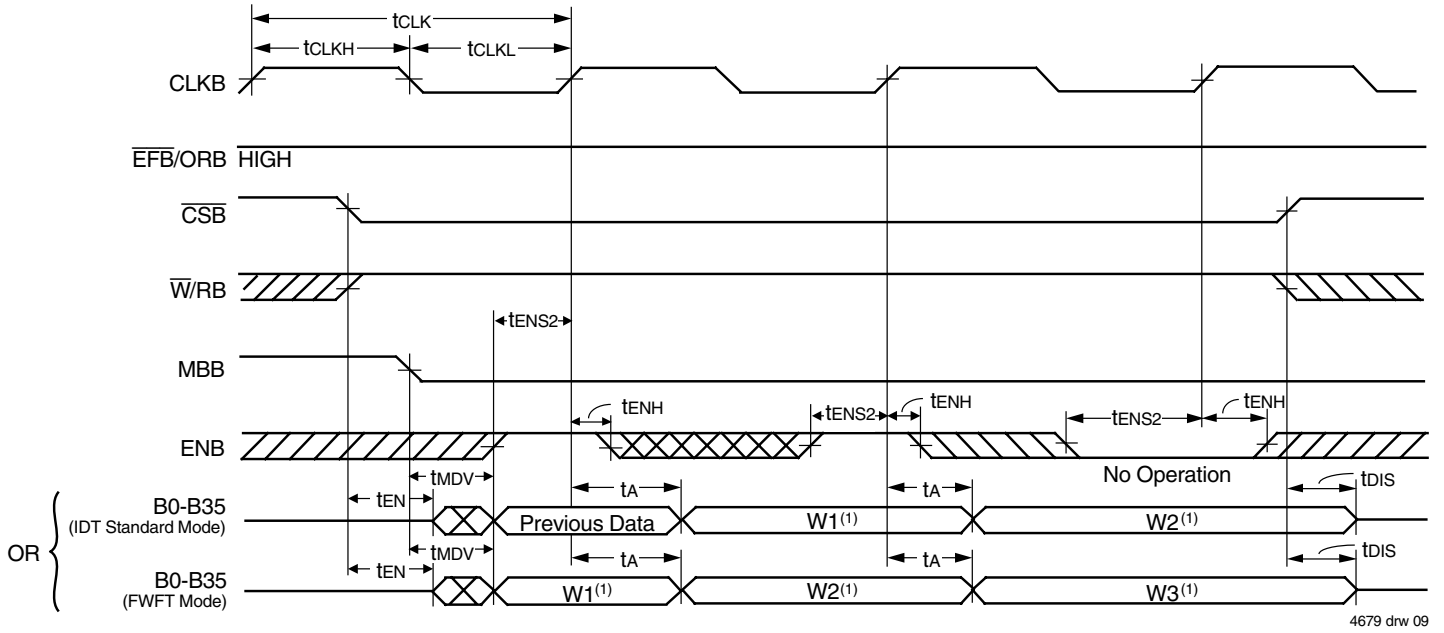 tCLK
tCLKH
tCLKL
CLKB
EFB/ORB HIGH
CSB
W/RB
tENS2
MBB
tENH
tENS2
tENH
tENS2
tENH
ENB
No Operation
tMDV
tEN
tA
tA
tDIS
B0-B35
(IDT Standard Mode)
Previous Data
W1(1)
W2(1)
OR
tMDV
tEN
tA
tA
tDIS
B0-B35
(FWFT Mode)
W1(1)
W2(1)
W3(1)
4679 drw 09